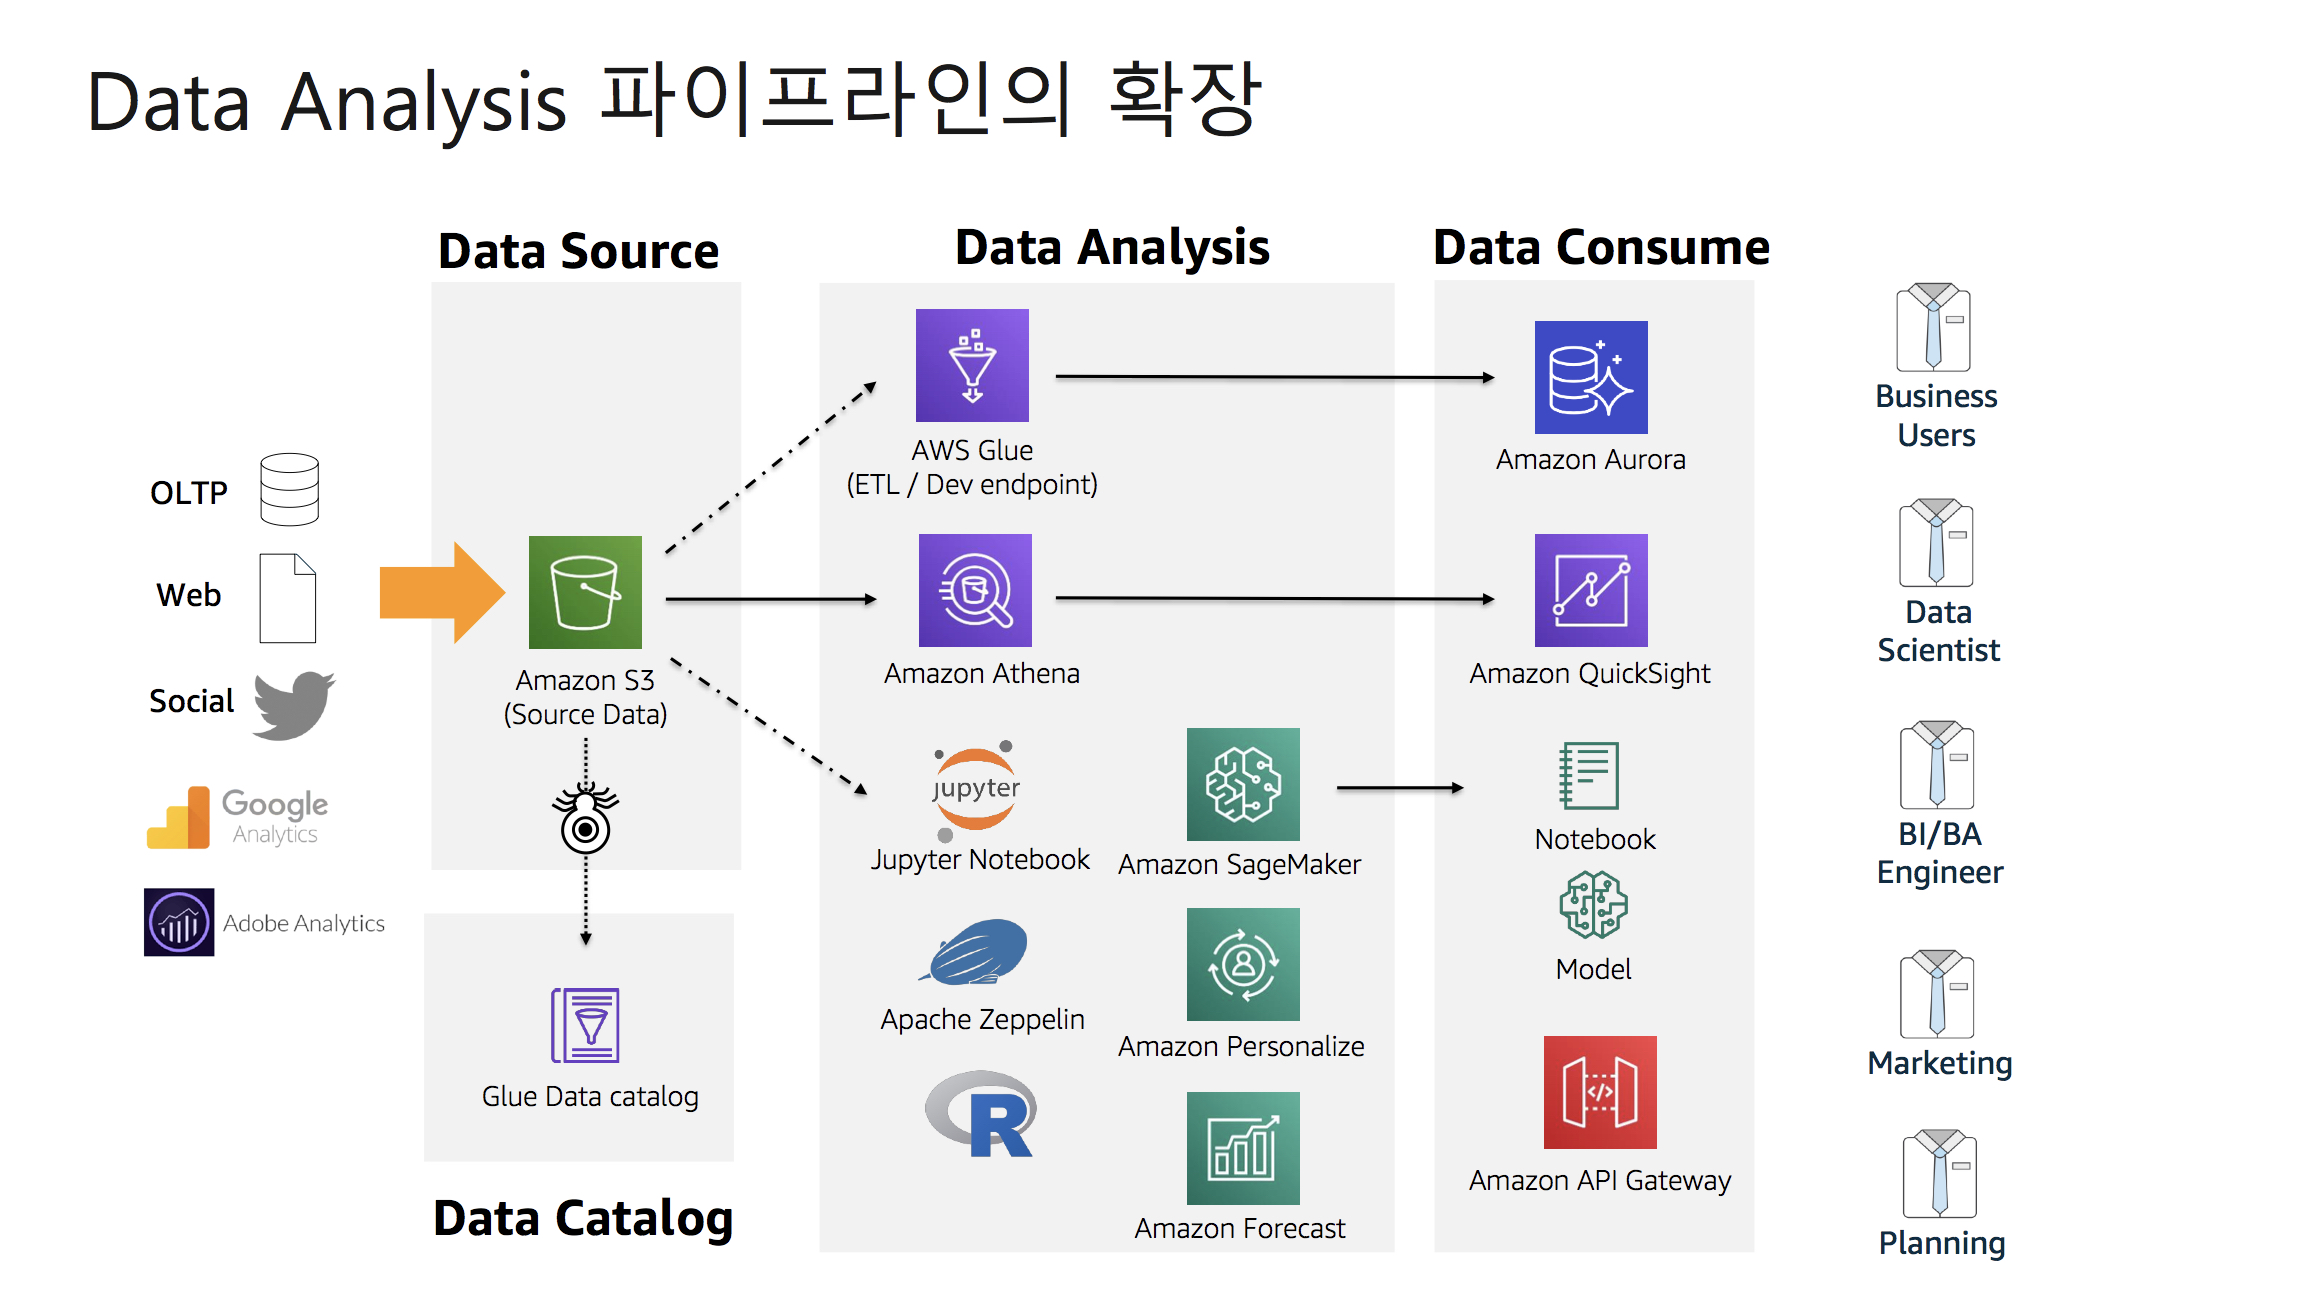 Data Analysis 파이프라인의 확장
Data Source
Data Analysis
Data Consume
OLTP
Web
Social
Google
Analytics
Adobe Analytics
Amazon S3
(Source Data)
Glue Data catalog
Data Catalog
AWS Glue
(ETL / Dev endpoint)
Amazon Athena
jupyter
Jupyter Notebook
Amazon SageMaker
Apache Zeppelin
Amazon Personalize
R
Amazon Forecast
Amazon Aurora
Amazon QuickSight
Notebook
Model
</>
Amazon API Gateway
Business
Users
Data
Scientist
BI/BA
Engineer
Marketing
Planning